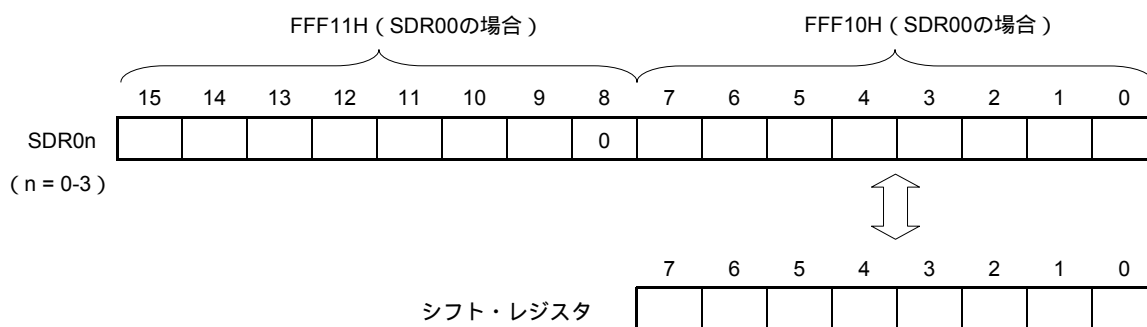 FFF11H（SDR00の場合） FFF10H（SDR00の場合）
15 14 13 12 11 10 9 8 7 6 5 4 3 2 1 0
SDR0n 0
（n = 0-3）
7 6 5 4 3 2 1 0
シフト・レジスタ